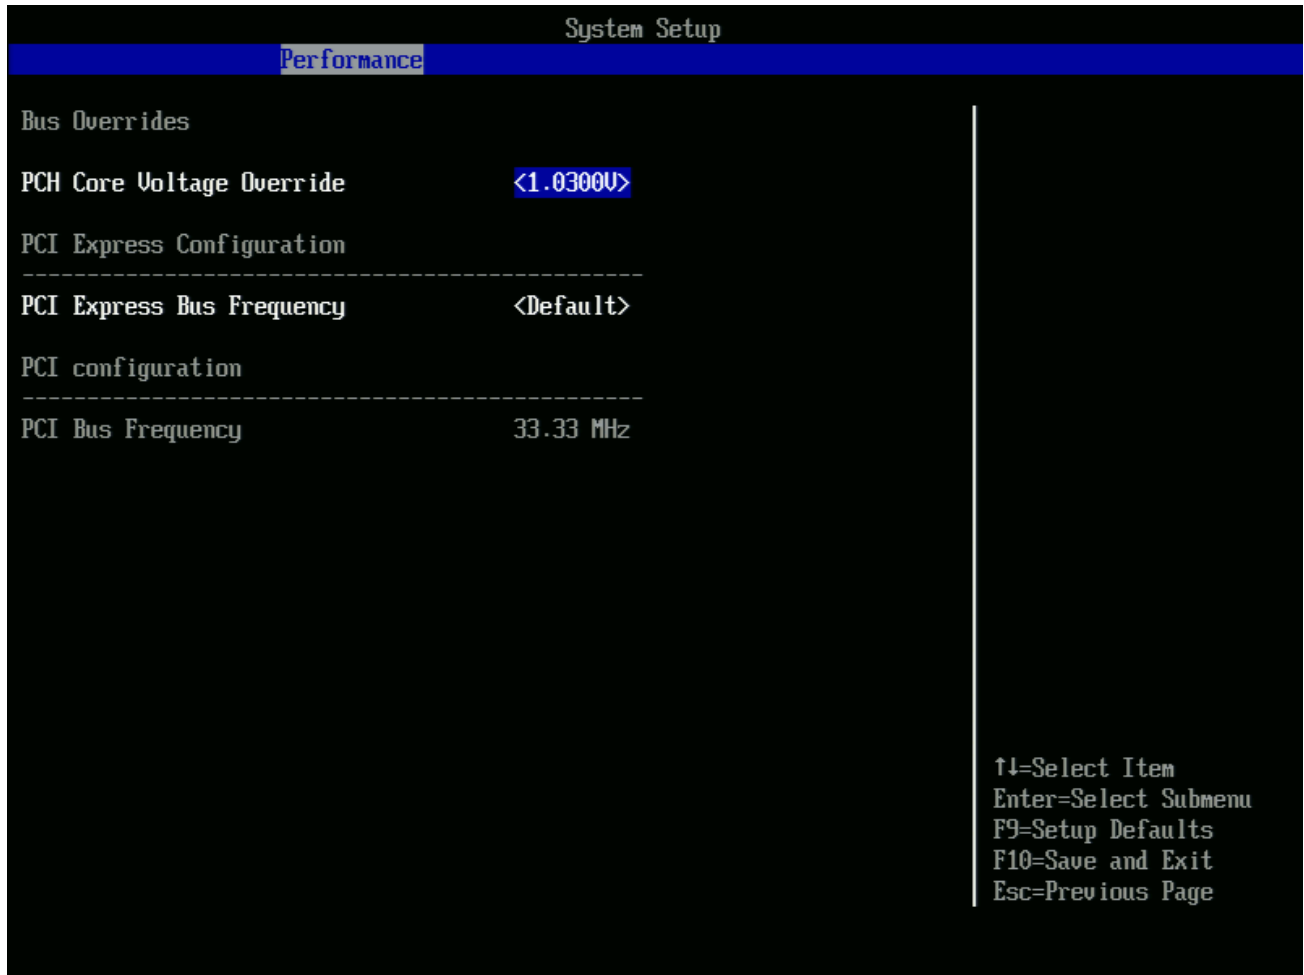 System Setup
Performance
Bus Overrides
PCH Core Voltage Override <1.0300V>
PCI Express Configuration
------------------------------------------------
PCI Express Bus Frequency <Default>
PCI configuration
------------------------------------------------
PCI Bus Frequency 33.33 MHz
↑↓=Select Item
Enter=Select Submenu
F9=Setup Defaults
F10=Save and Exit
Esc=Previous Page